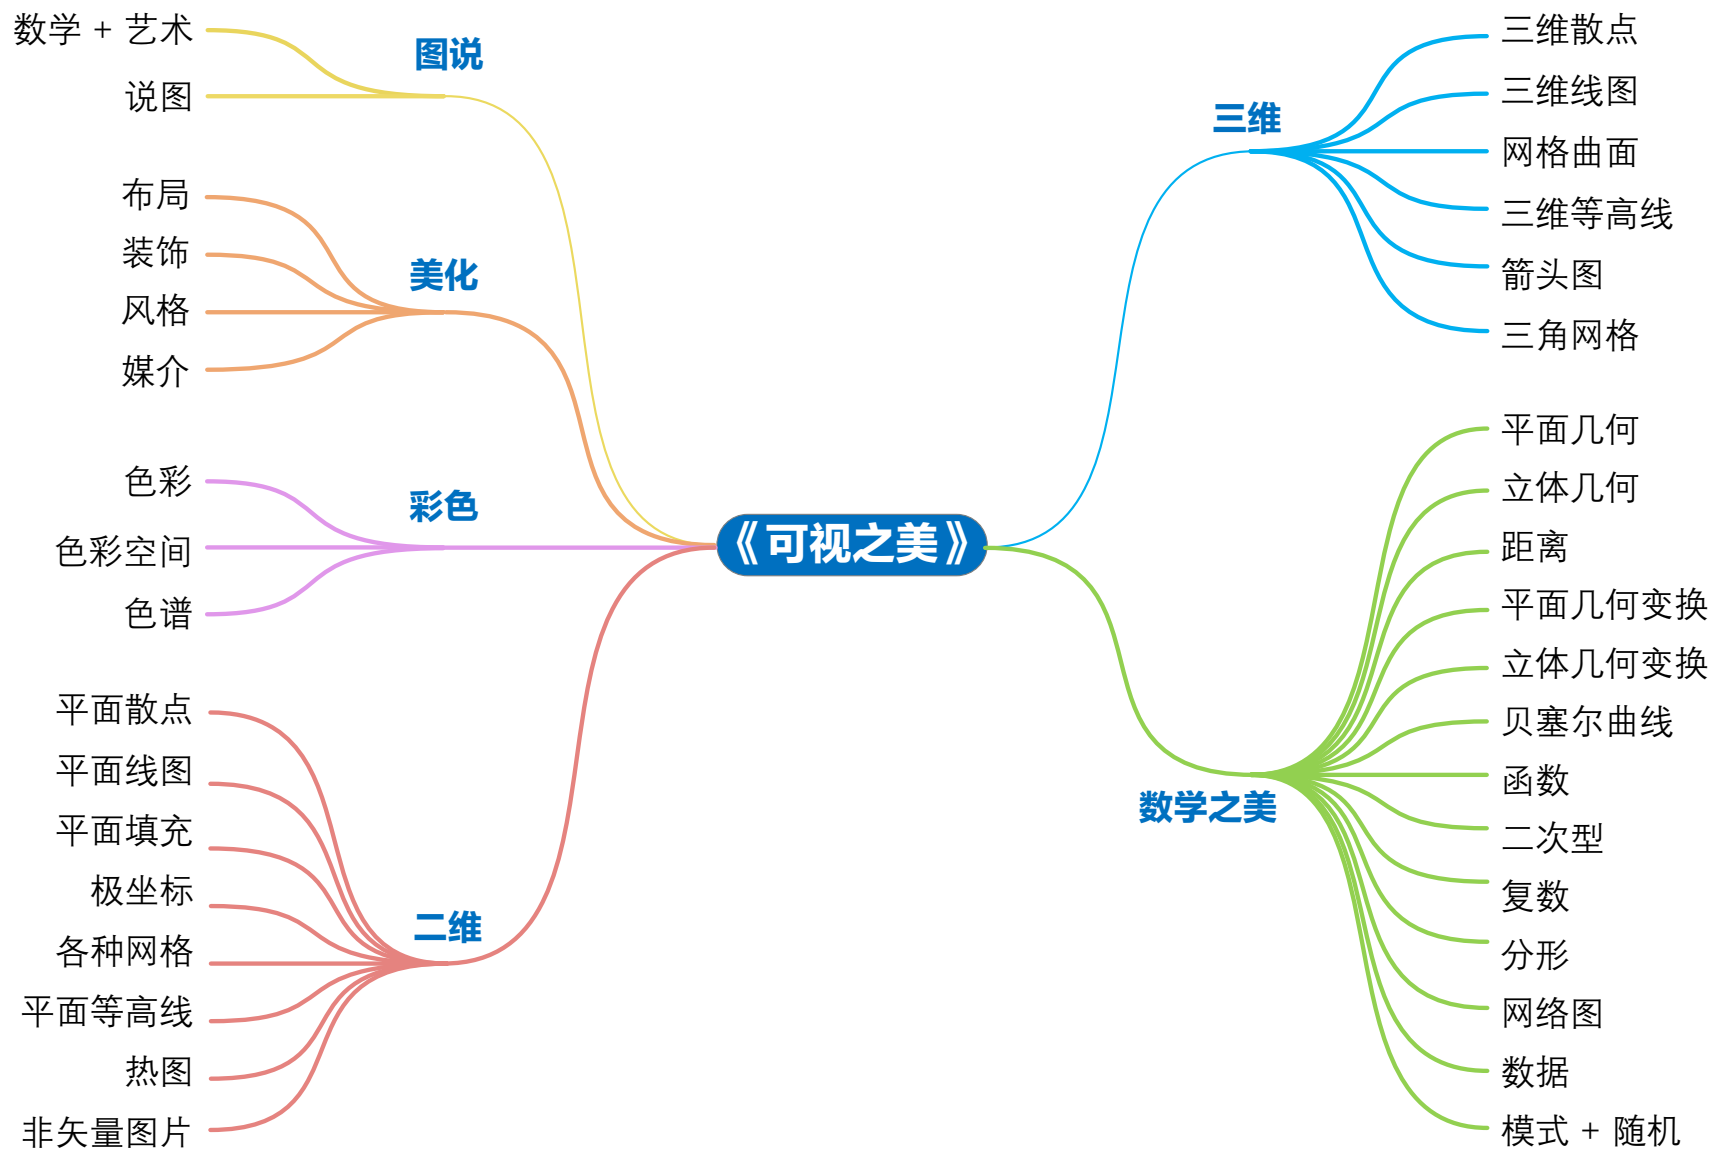 《可视之美》
图说
数学 + 艺术
说图
美化
布局
装饰
风格
媒介
彩色
色彩
色彩空间
色谱
二维
平面散点
平面线图
平面填充
极坐标
各种网格
平面等高线
热图
非矢量图片
三维
三维散点
三维线图
网格曲面
三维等高线
箭头图
三角网格
数学之美
平面几何
立体几何
距离
平面几何变换
立体几何变换
贝塞尔曲线
函数
二次型
复数
分形
网络图
数据
模式 + 随机